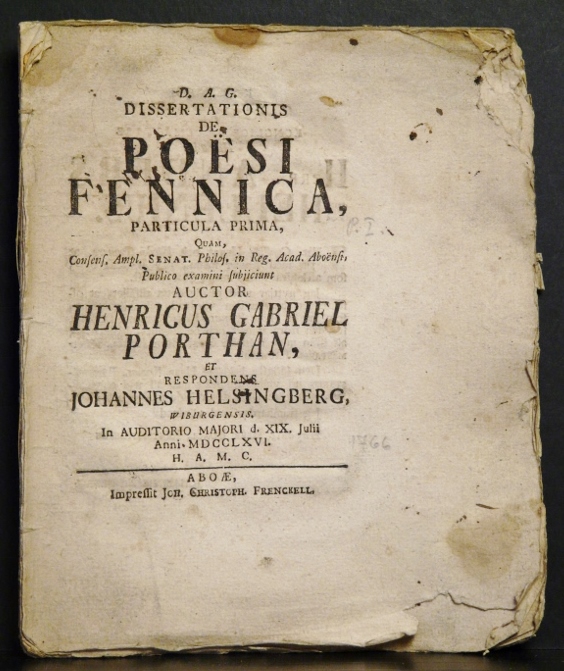 D. A. G.
DISSERTATIONIS
DE
POËSI
FENNICA,
PARTICULA PRIMA,
P. I.
QUAM,
Consens. Ampl. SENAT. Philos. in Reg. Acad. Aboënsi,
Publico examini subjiciunt
AUCTOR
HENRICUS GABRIEL
PORTHAN,
ET
RESPONDENS
JOHANNES HELSINGBERG,
WIBURGENSIS.
In AUDITORIO MAJORI d. XIX. Julii
Anni. MDCCLXVI.
1766
H. A. M. C.
ABOÆ,
Impressit Joh. CHRISTOPH. FRENCKELL.